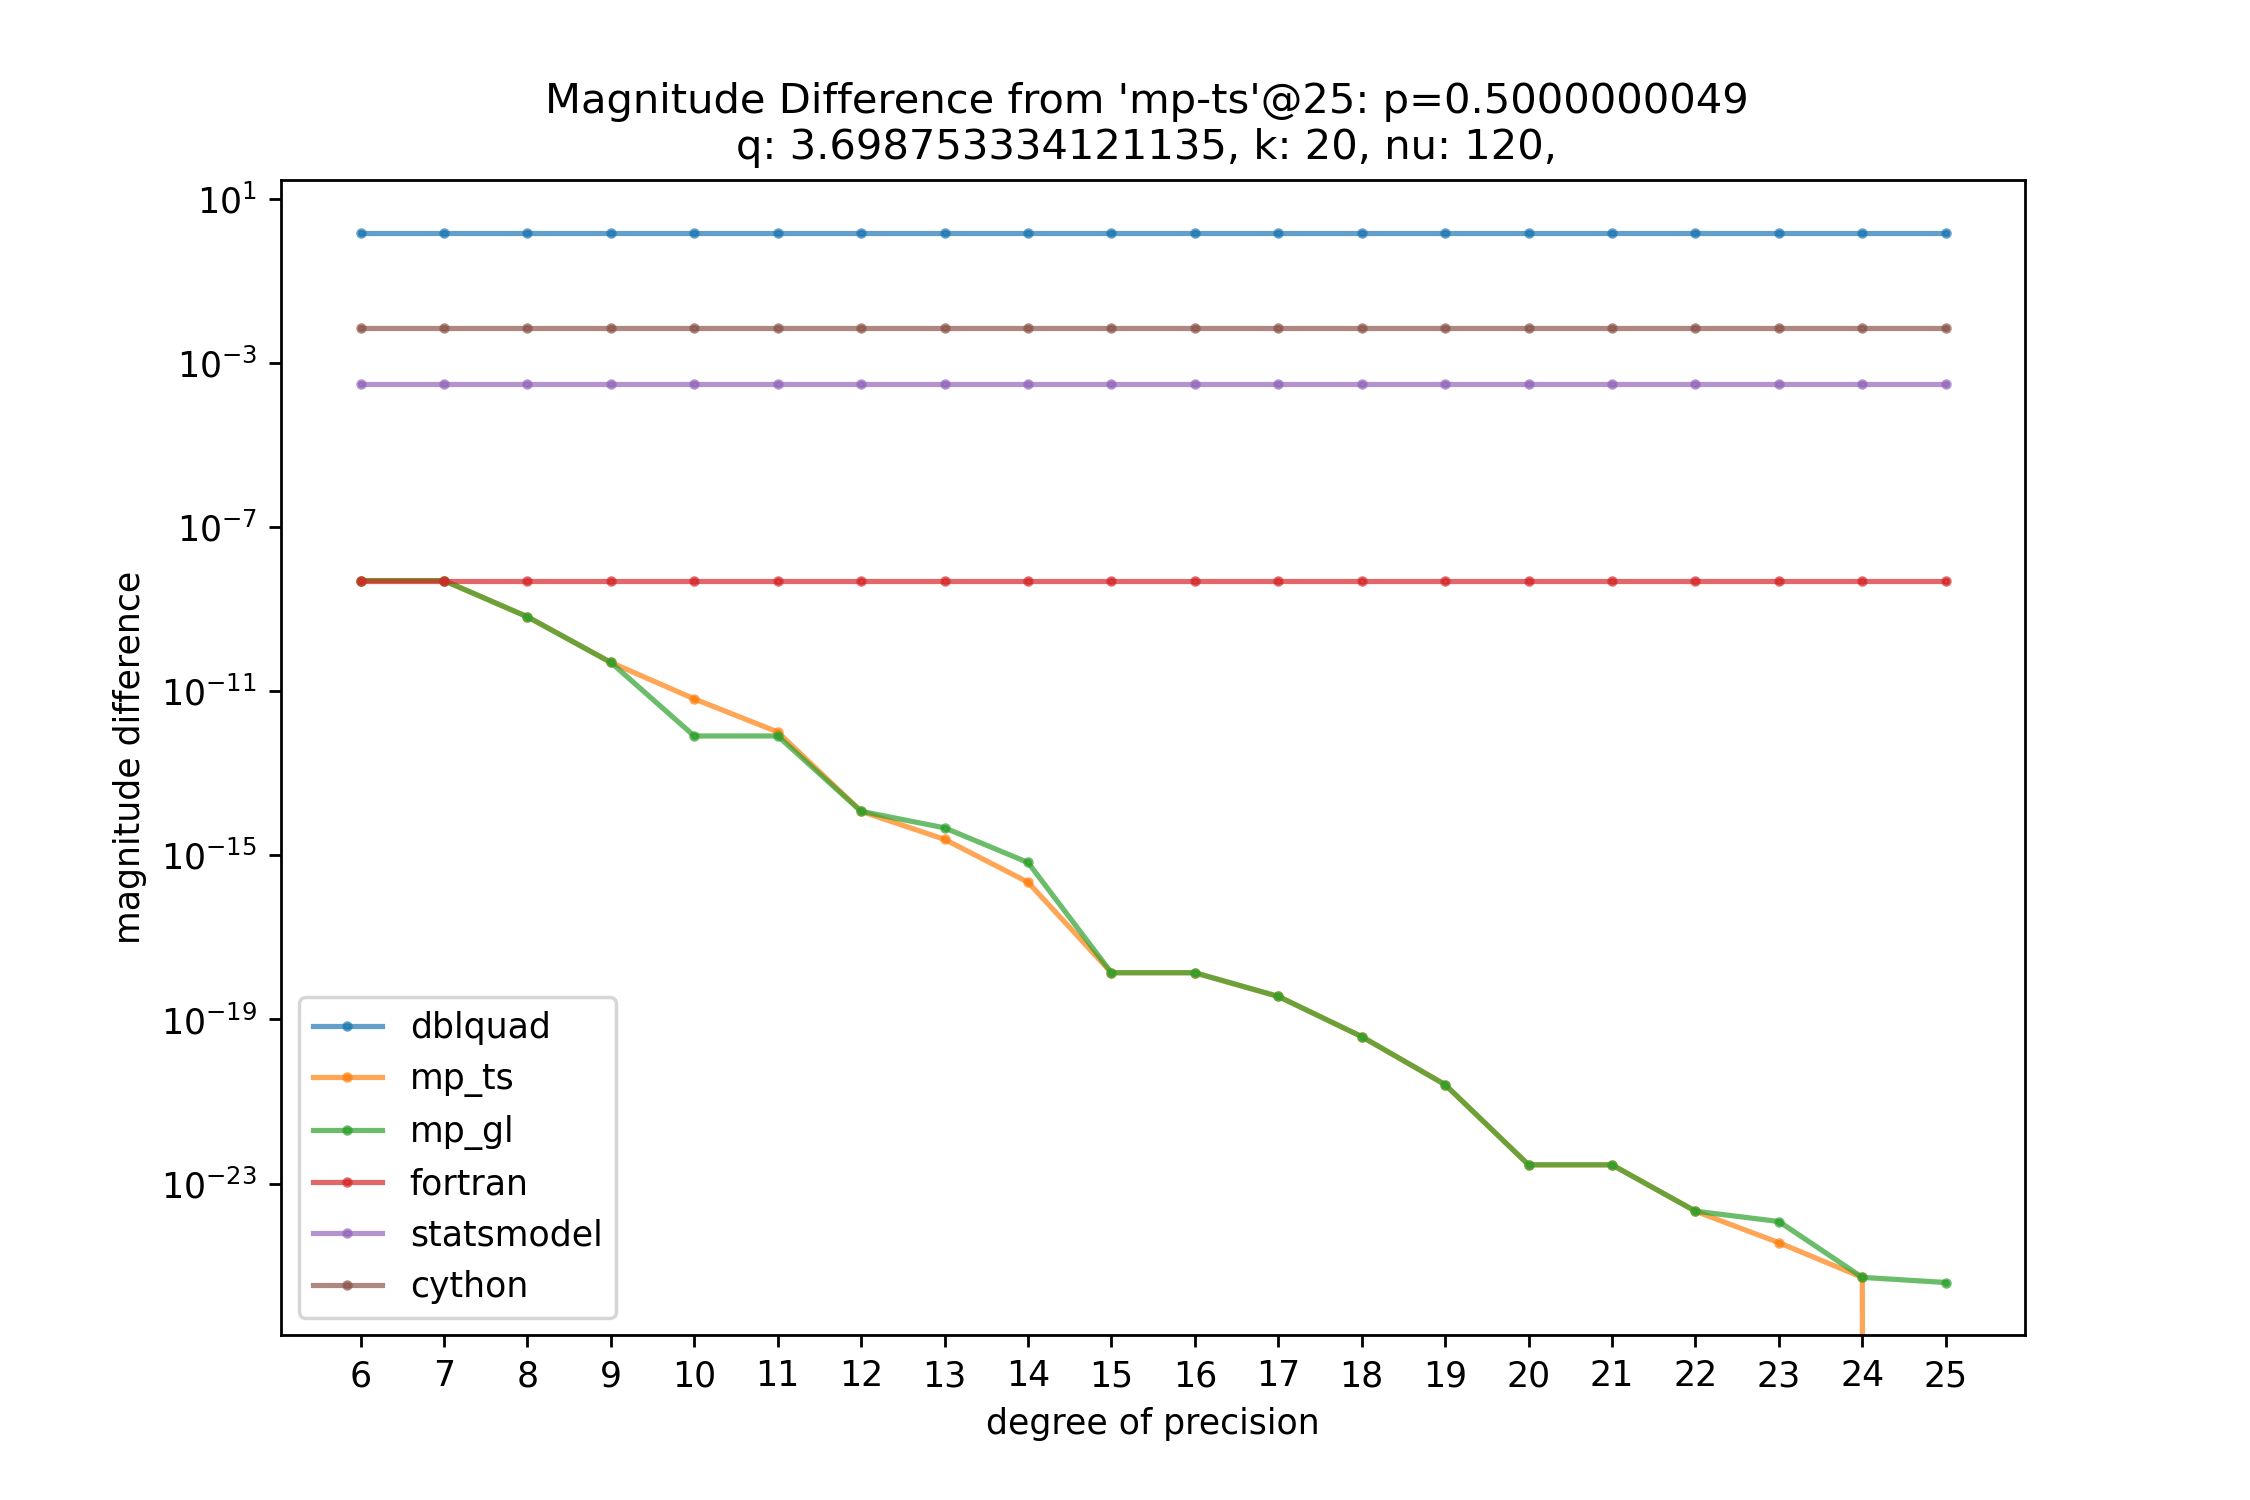 Magnitude Difference from 'mp-ts'@25: p=0.5000000049
q: 3.698753334121135, k: 20, nu: 120,
10^1
10^−3
10^−7
10^−11
10^−15
10^−19
10^−23
magnitude difference
dblquad
mp_ts
mp_gl
fortran
statsmodel
cython
6 7 8 9 10 11 12 13 14 15 16 17 18 19 20 21 22 23 24 25
degree of precision